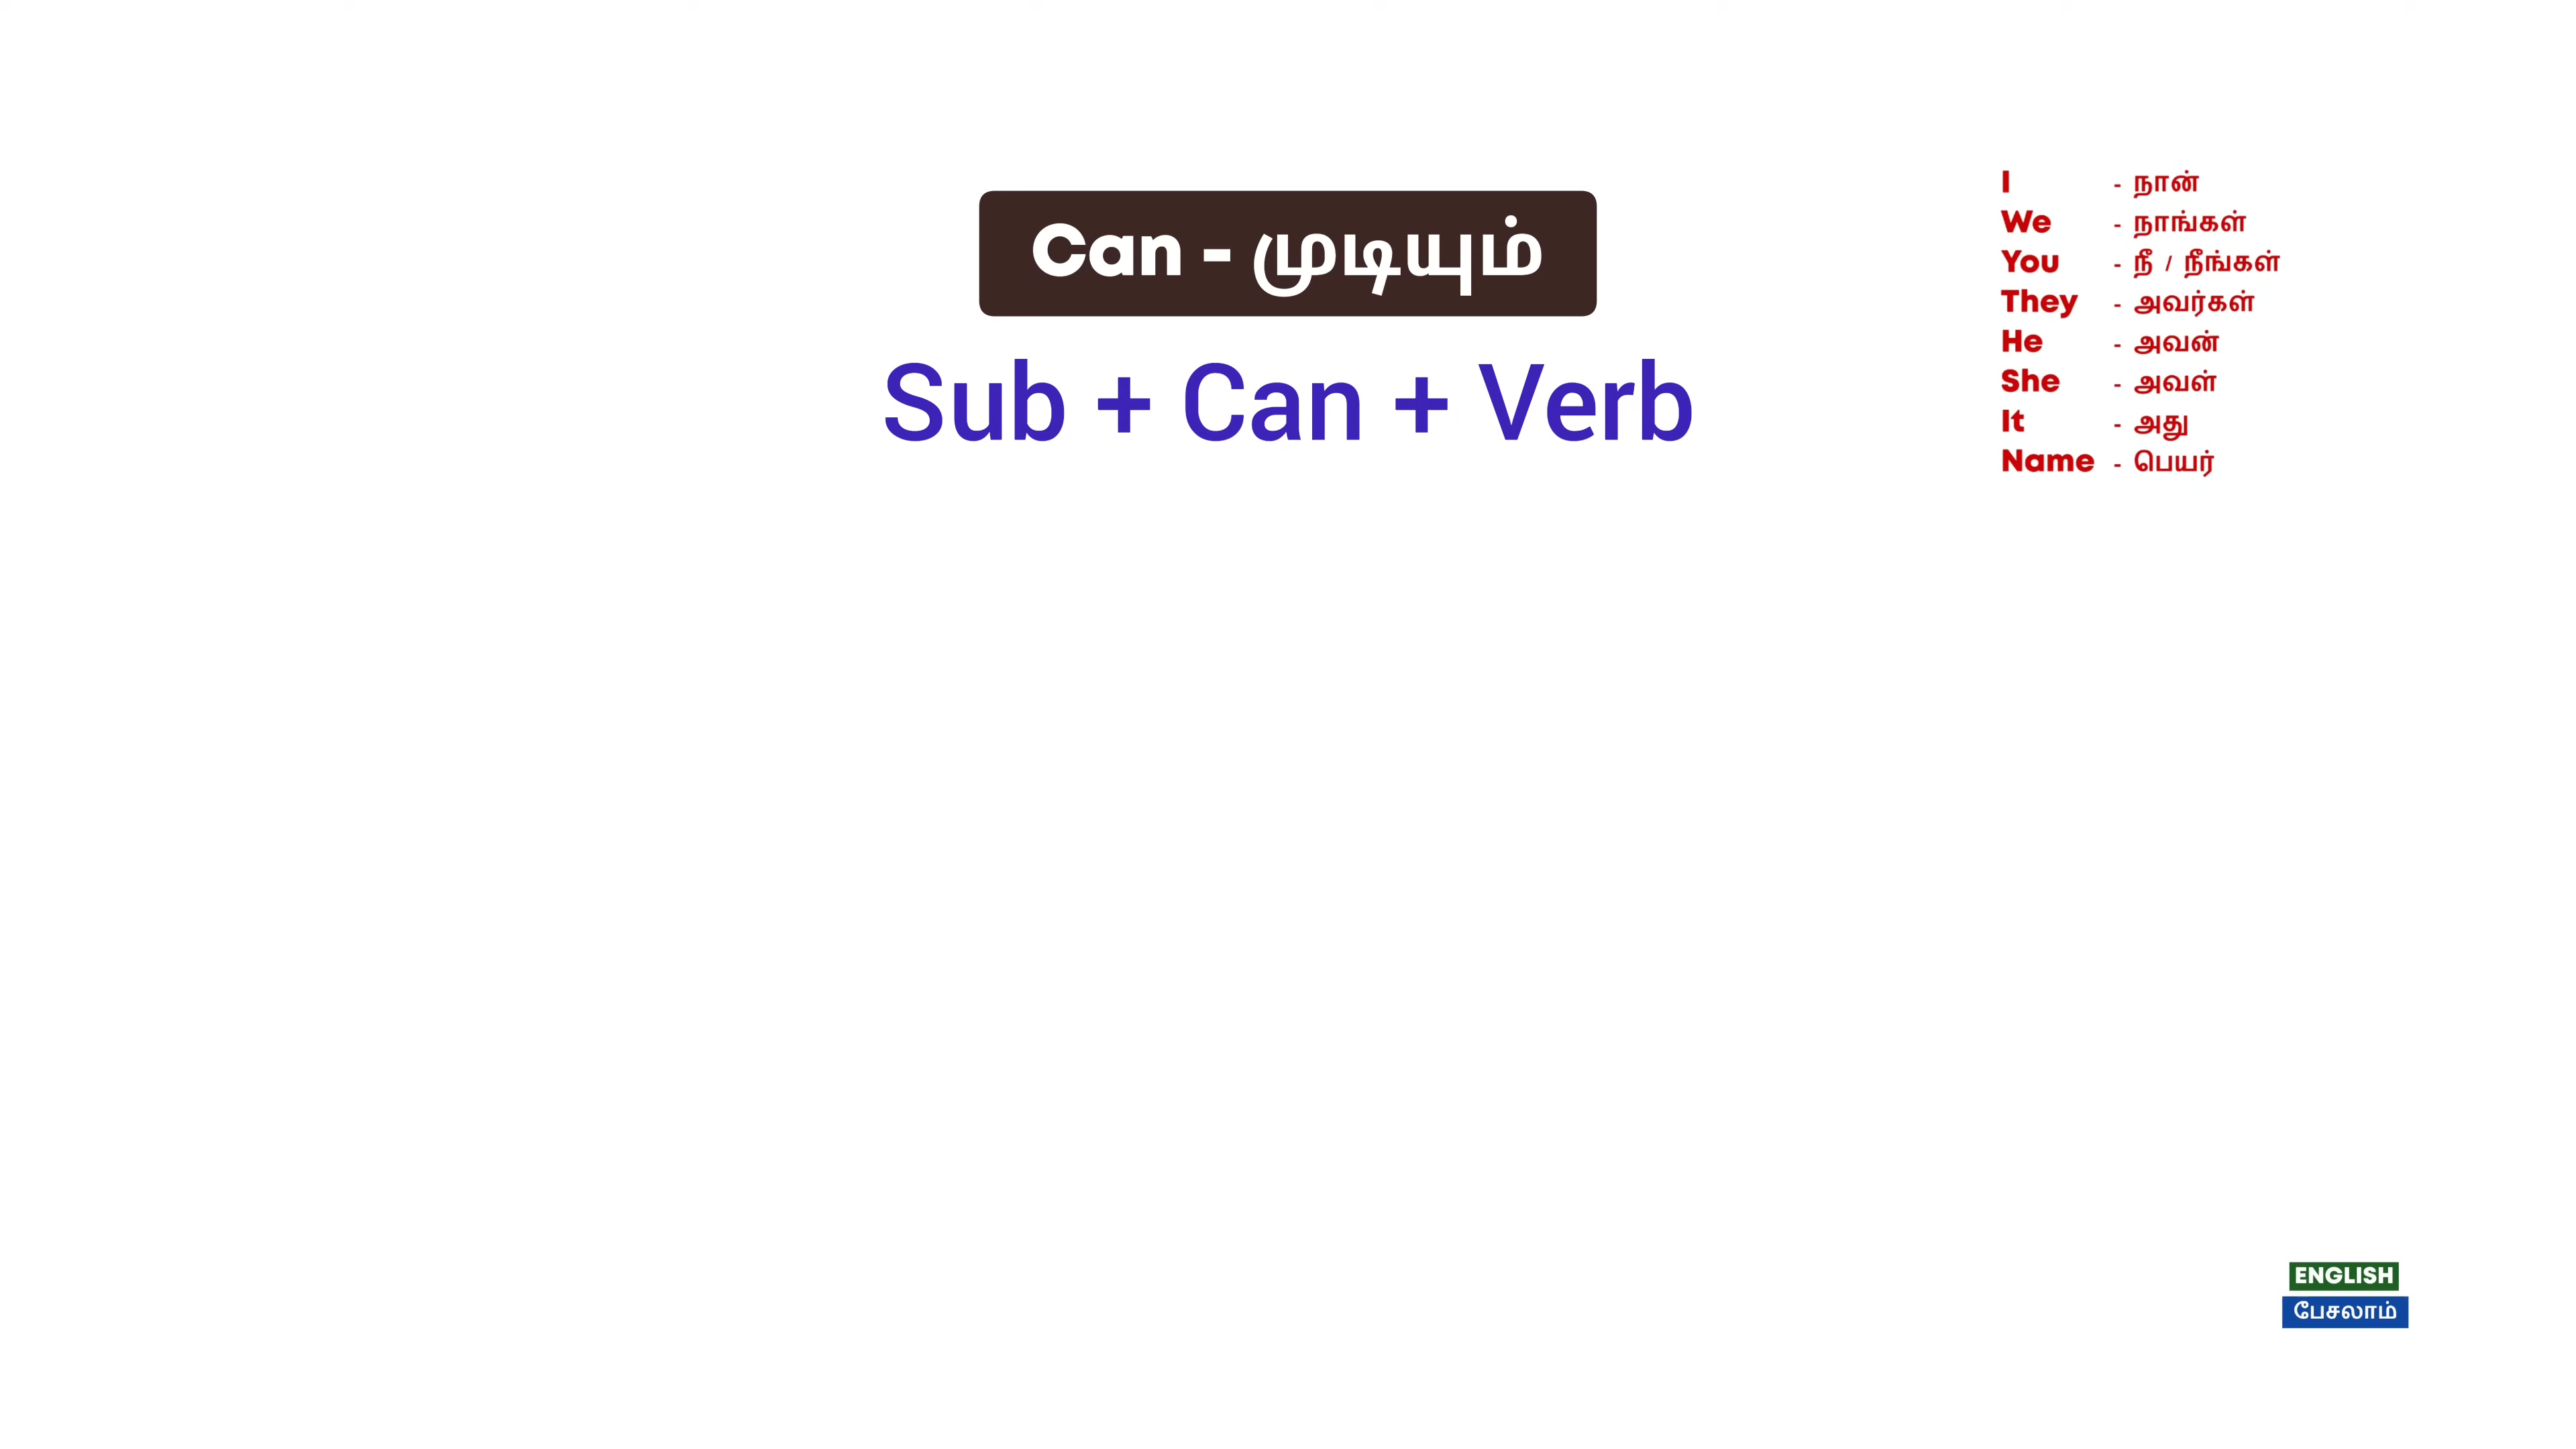 Can - முடியும்
Sub + Can + Verb
I - நான்
We - நாங்கள்
You - நீ / நீங்கள்
They - அவர்கள்
He - அவன்
She - அவள்
It - அது
Name - பெயர்
ENGLISH
பேசலாம்